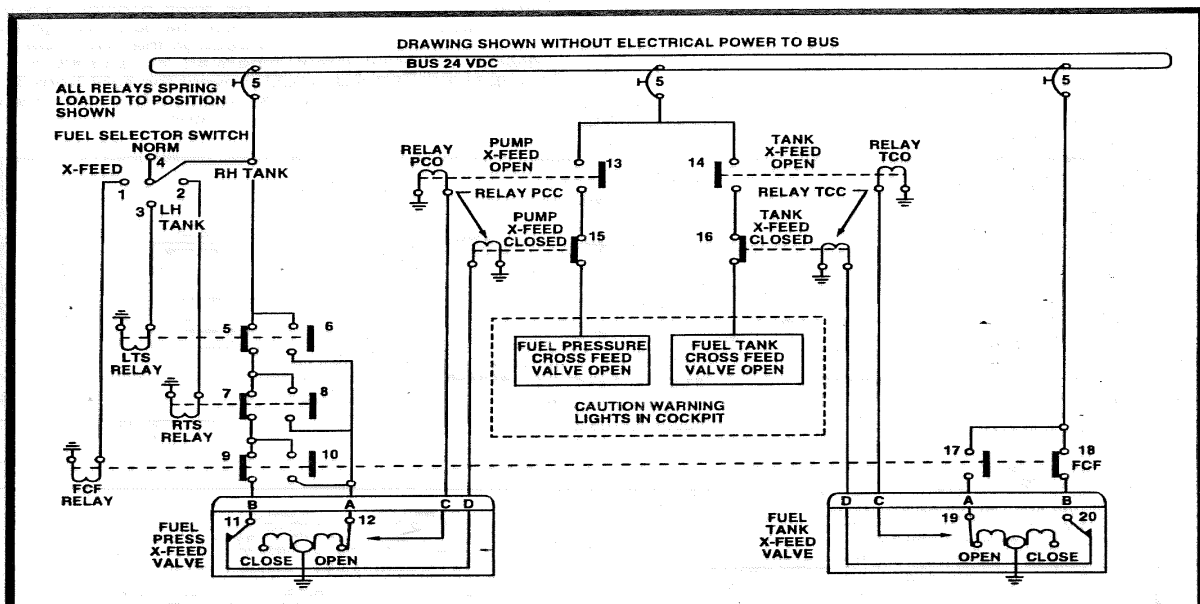 DRAWING SHOWN WITHOUT ELECTRICAL POWER TO BUS
BUS 24 VDC
5
5
5
ALL RELAYS SPRING
LOADED TO POSITION
SHOWN
FUEL SELECTOR SWITCH
NORM
4
X-FEED
1
2
3
LH
TANK
RH TANK
RELAY
PCO
PUMP
X-FEED
OPEN
13
14
TANK
X-FEED
OPEN
RELAY
TCO
RELAY PCC
RELAY TCC
PUMP
X-FEED
CLOSED
15
16
TANK
X-FEED
CLOSED
5
6
LTS
RELAY
7
8
RTS
RELAY
9
10
FCF
RELAY
FUEL PRESSURE
CROSS FEED
VALVE OPEN
FUEL TANK
CROSS FEED
VALVE OPEN
CAUTION WARNING
LIGHTS IN COCKPIT
17
18
FCF
B
A
C
D
11
12
FUEL
PRESS
X-FEED
VALVE
CLOSE
OPEN
D
C
A
B
19
20
FUEL
TANK
X-FEED
VALVE
OPEN
CLOSE